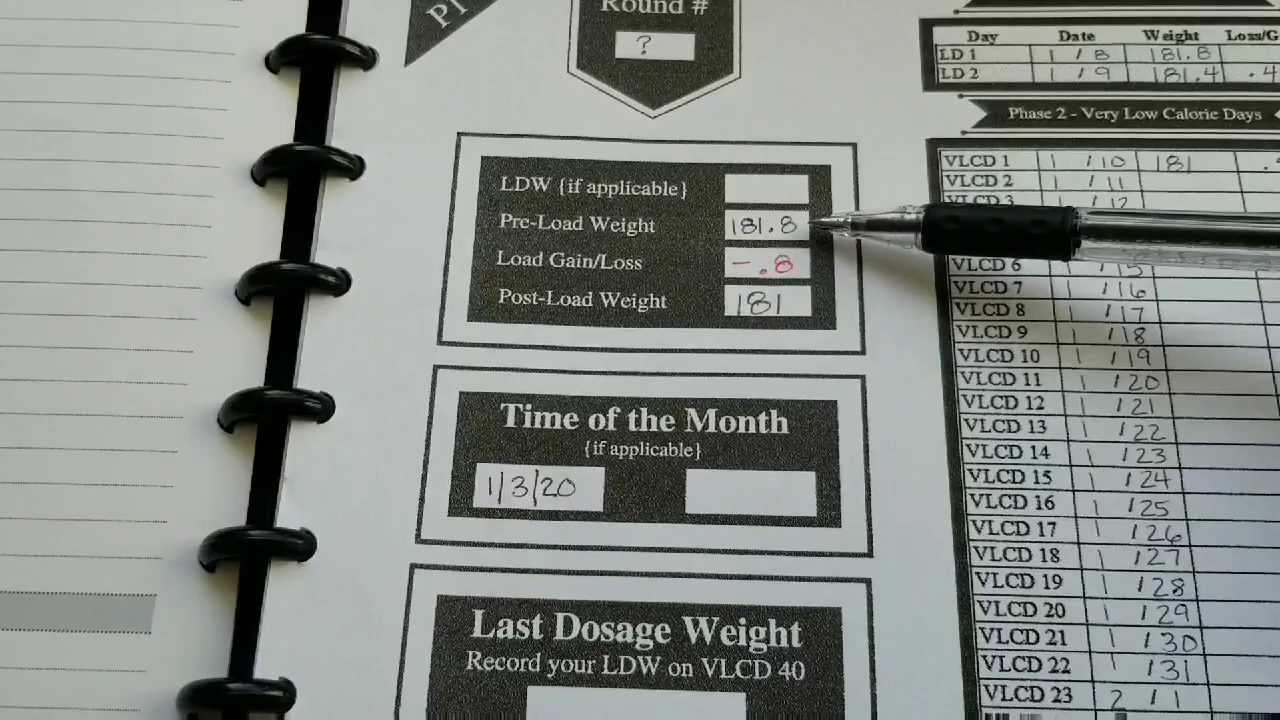 Pl
Round #
?
LDW {if applicable}
Pre-Load Weight 181.8
Load Gain/Loss -.8
Post-Load Weight 181
Time of the Month
{if applicable}
1/3/20
Last Dosage Weight
Record your LDW on VLCD 40
Day Date Weight Loss/G
LD 1 1/8 181.8
LD 2 1/9 181.4 .4
Phase 2 - Very Low Calorie Days
VLCD 1 1/10 181
VLCD 2 1/11
VLCD 3 1/12
VLCD 6 1/15
VLCD 7 1/16
VLCD 8 1/17
VLCD 9 1/18
VLCD 10 1/19
VLCD 11 1/20
VLCD 12 1/21
VLCD 13 1/22
VLCD 14 1/23
VLCD 15 1/24
VLCD 16 1/25
VLCD 17 1/26
VLCD 18 1/27
VLCD 19 1/28
VLCD 20 1/29
VLCD 21 1/30
VLCD 22 1/31
VLCD 23 2/1